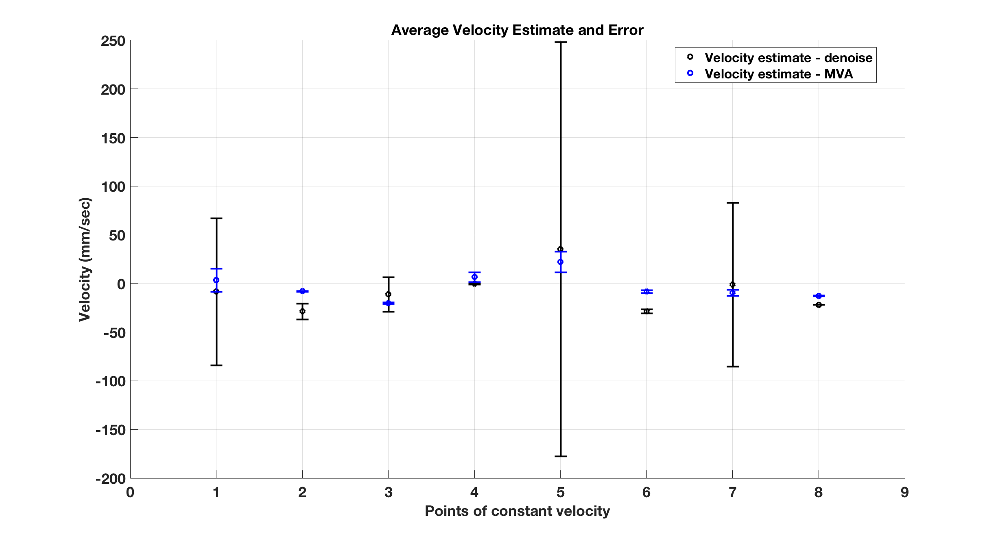 Average Velocity Estimate and Error
250
200
150
100
50
0
-50
-100
-150
-200
Velocity (mm/sec)
Velocity estimate - denoise
Velocity estimate - MVA
0 1 2 3 4 5 6 7 8 9
Points of constant velocity